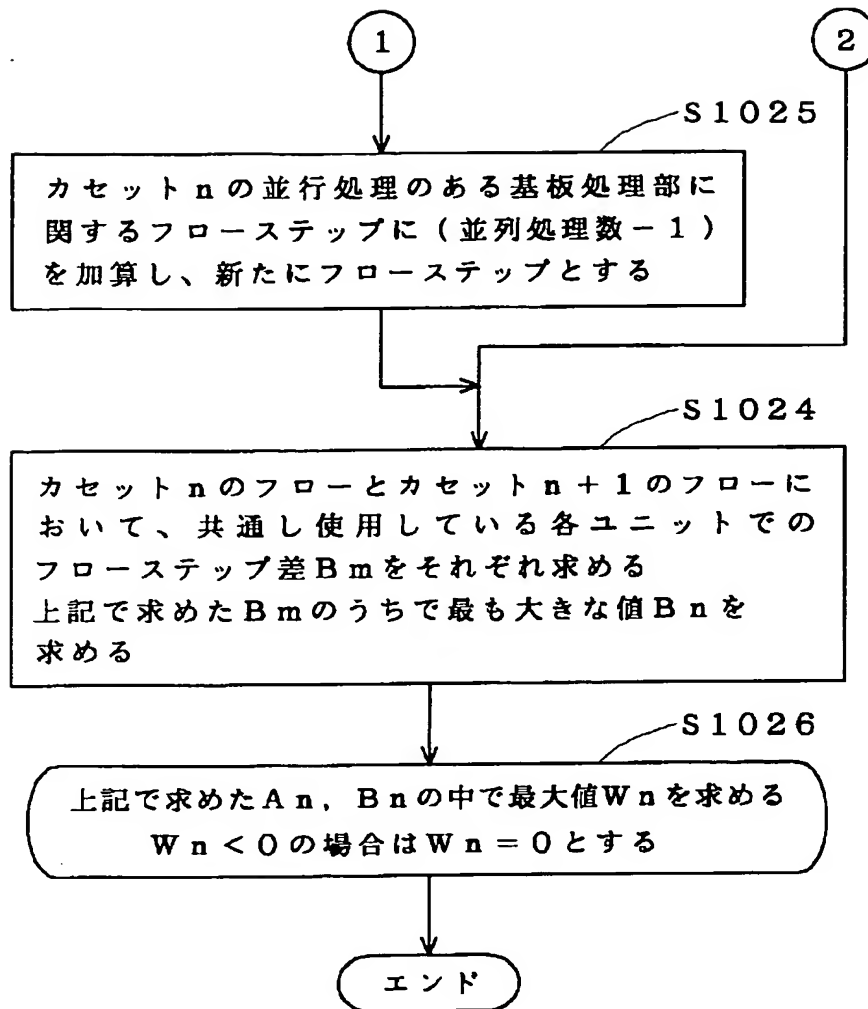 1
2
S1025
カセットnの並行処理のある基板処理部に
関するフローステップに(並列処理数-1)
を加算し、新たにフローステップとする
S1024
カセットnのフローとカセットn+1のフローに
おいて、共通し使用している各ユニットでの
フローステップ差Bmをそれぞれ求める
上記で求めたBmのうちで最も大きな値Bnを
求める
S1026
上記で求めたAn,Bnの中で最大値Wnを求める
Wn<0の場合はWn=0とする
エンド